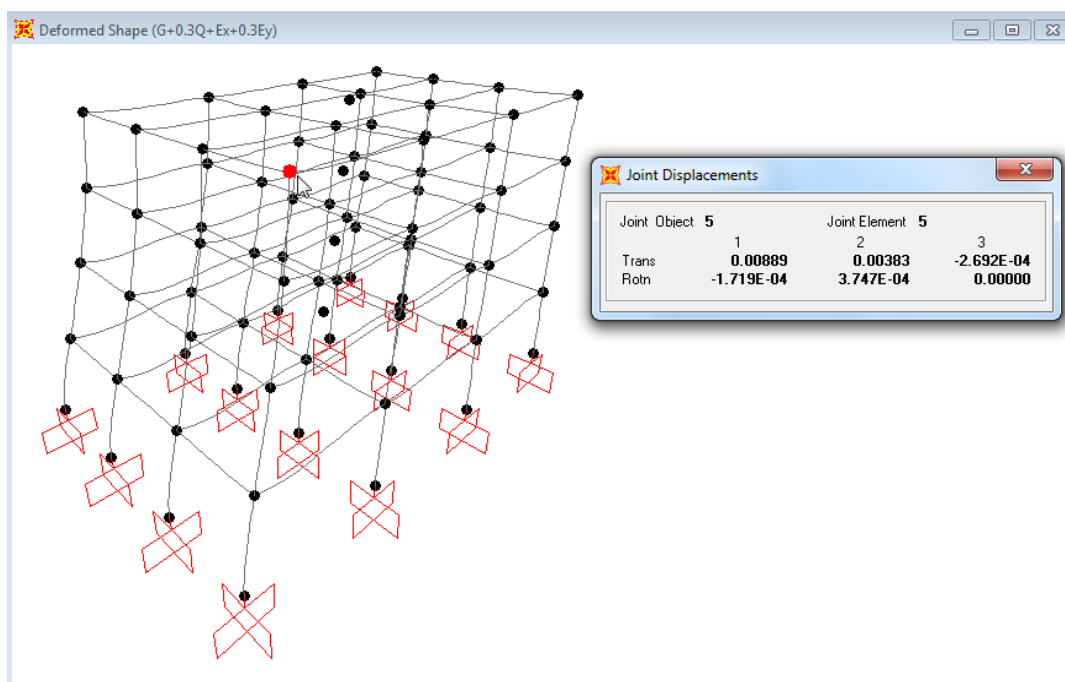 Deformed Shape (G+0.3Q+Ex+0.3Ey)
Joint Displacements
Joint Object 5 Joint Element 5
1 2 3
Trans 0.00889 0.00383 -2.692E-04
Rotn -1.719E-04 3.747E-04 0.00000